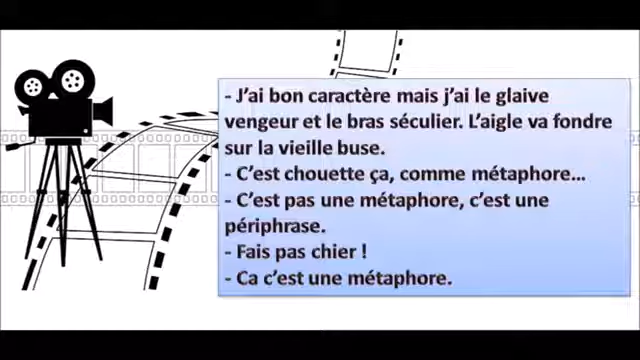 - J’ai bon caractère mais j’ai le glaive
vengeur et le bras séculier. L’aigle va fondre
sur la vieille buse.
- C’est chouette ça, comme métaphore…
- C’est pas une métaphore, c’est une
périphrase.
- Fais pas chier !
- Ca c’est une métaphore.